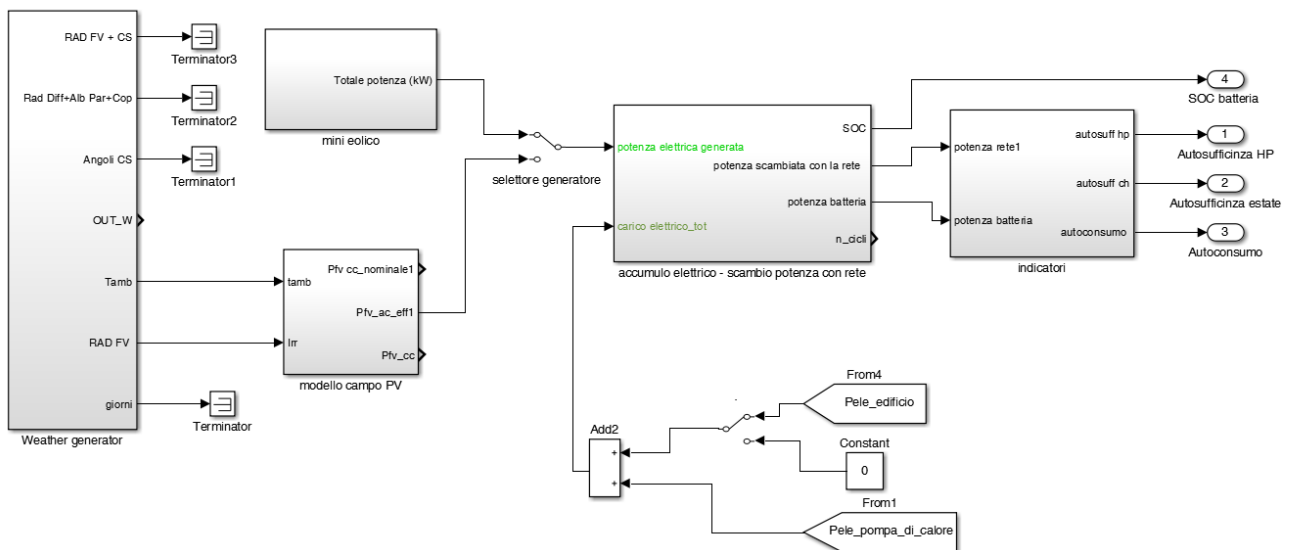 RAD FV + CS
Rad Diff+Alb Par+Cop
Angoli CS
OUT_W
Tamb
RAD FV
giorni
Weather generator
Terminator3
Terminator2
Terminator1
Terminator
Totale potenza (kW)
mini eolico
tamb
Irr
Pfv cc_nominale1
Pfv_ac_eff1
Pfv_cc
modello campo PV
selettore generatore
potenza elettrica generata
carico elettrico_tot
SOC
potenza scambiata con la rete
potenza batteria
n_cicli
accumulo elettrico - scambio potenza con rete
potenza rete1
potenza batteria
autosuff hp
autosuff ch
autoconsumo
indicatori
4
SOC batteria
1
Autosufficinza HP
2
Autosufficinza estate
3
Autoconsumo
From4
Pele_edificio
Constant
0
Add2
+
+
From1
Pele_pompa_di_calore